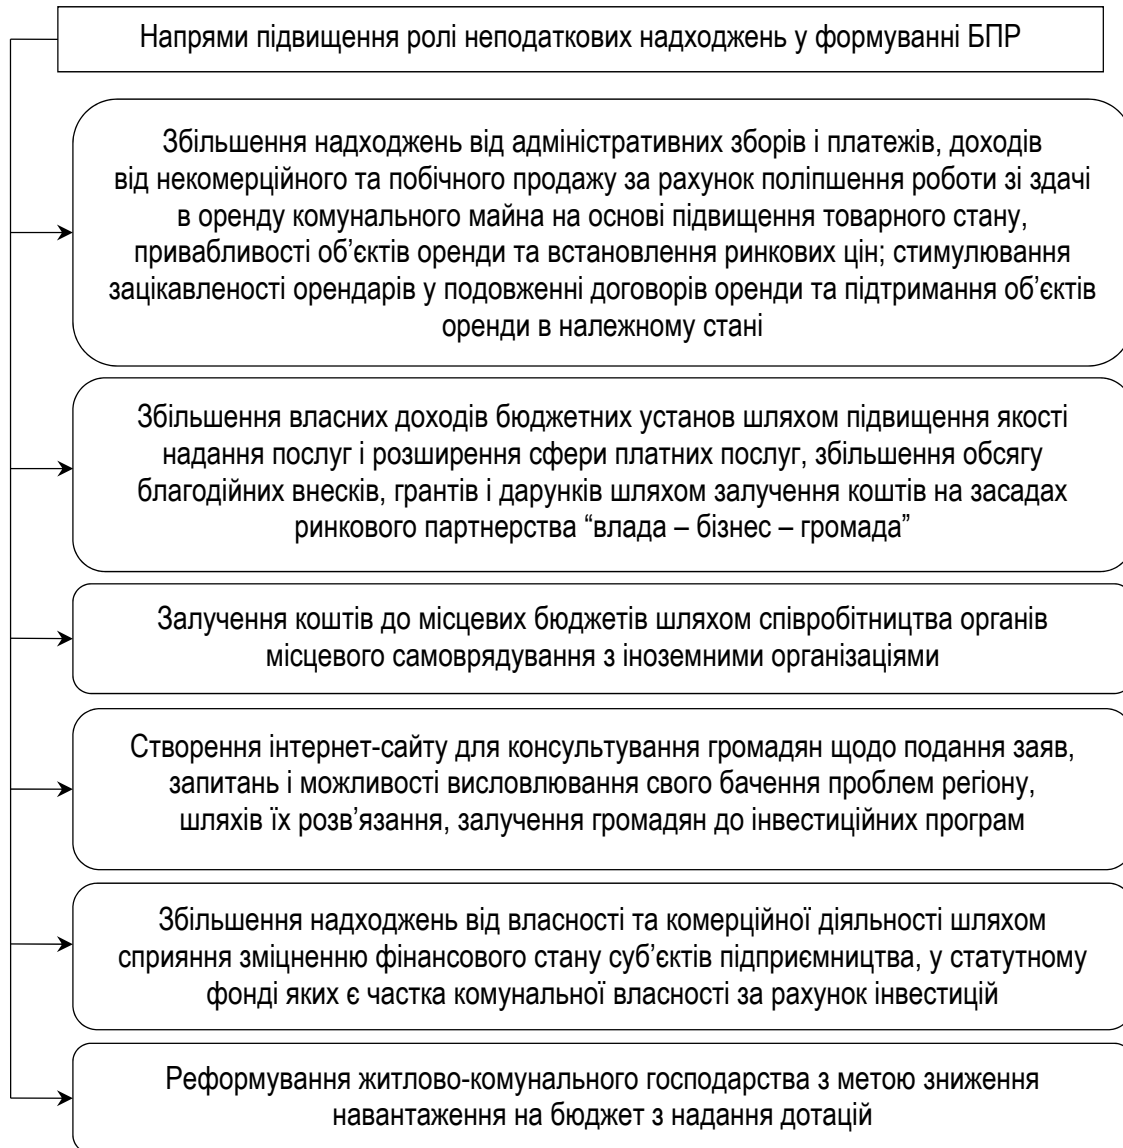 Напрями підвищення ролі неподаткових надходжень у формуванні БПР
Збільшення надходжень від адміністративних зборів і платежів, доходів
від некомерційного та побічного продажу за рахунок поліпшення роботи зі здачі
в оренду комунального майна на основі підвищення товарного стану,
привабливості об’єктів оренди та встановлення ринкових цін; стимулювання
зацікавленості орендарів у подовженні договорів оренди та підтримання об’єктів
оренди в належному стані
Збільшення власних доходів бюджетних установ шляхом підвищення якості
надання послуг і розширення сфери платних послуг, збільшення обсягу
благодійних внесків, грантів і дарунків шляхом залучення коштів на засадах
ринкового партнерства “влада – бізнес – громада”
Залучення коштів до місцевих бюджетів шляхом співробітництва органів
місцевого самоврядування з іноземними організаціями
Створення інтернет-сайту для консультування громадян щодо подання заяв,
запитань і можливості висловлювання свого бачення проблем регіону,
шляхів їх розв’язання, залучення громадян до інвестиційних програм
Збільшення надходжень від власності та комерційної діяльності шляхом
сприяння зміцненню фінансового стану суб’єктів підприємництва, у статутному
фонді яких є частка комунальної власності за рахунок інвестицій
Реформування житлово-комунального господарства з метою зниження
навантаження на бюджет з надання дотацій